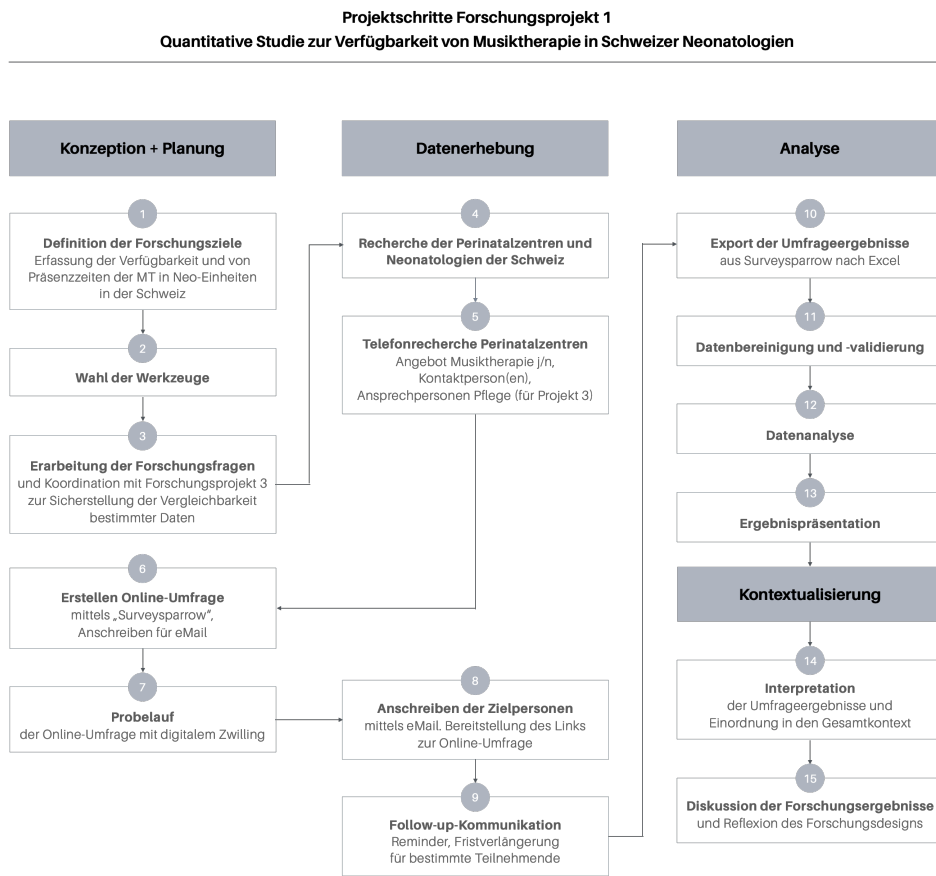 Projektschritte Forschungsprojekt 1
Quantitative Studie zur Verfügbarkeit von Musiktherapie in Schweizer Neonatologien
Konzeption + Planung
1
Definition der Forschungsziele
Erfassung der Verfügbarkeit und von
Präsenzzeiten der MT in Neo-Einheiten
in der Schweiz
2
Wahl der Werkzeuge
3
Erarbeitung der Forschungsfragen
und Koordination mit Forschungsprojekt 3
zur Sicherstellung der Vergleichbarkeit
bestimmter Daten
Datenerhebung
4
Recherche der Perinatalzentren und
Neonatologien der Schweiz
5
Telefonrecherche Perinatalzentren
Angebot Musiktherapie j/n,
Kontaktperson(en),
Ansprechpersonen Pflege (für Projekt 3)
6
Erstellen Online-Umfrage
mittels „Surveysparrow“,
Anschreiben für eMail
7
Probelauf
der Online-Umfrage mit digitalem Zwilling
8
Anschreiben der Zielpersonen
mittels eMail. Bereitstellung des Links
zur Online-Umfrage
9
Follow-up-Kommunikation
Reminder, Fristverlängerung
für bestimmte Teilnehmende
Analyse
10
Export der Umfrageergebnisse
aus Surveysparrow nach Excel
11
Datenbereinigung und -validierung
12
Datenanalyse
13
Ergebnispräsentation
Kontextualisierung
14
Interpretation
der Umfrageergebnisse und
Einordnung in den Gesamtkontext
15
Diskussion der Forschungsergebnisse
und Reflexion des Forschungsdesigns